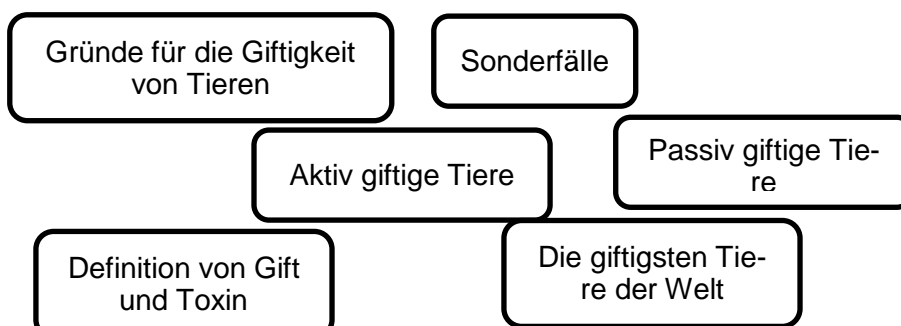 Gründe für die Giftigkeit
von Tieren
Sonderfälle
Aktiv giftige Tiere
Passiv giftige Tie-
re
Definition von Gift
und Toxin
Die giftigsten Tie-
re der Welt